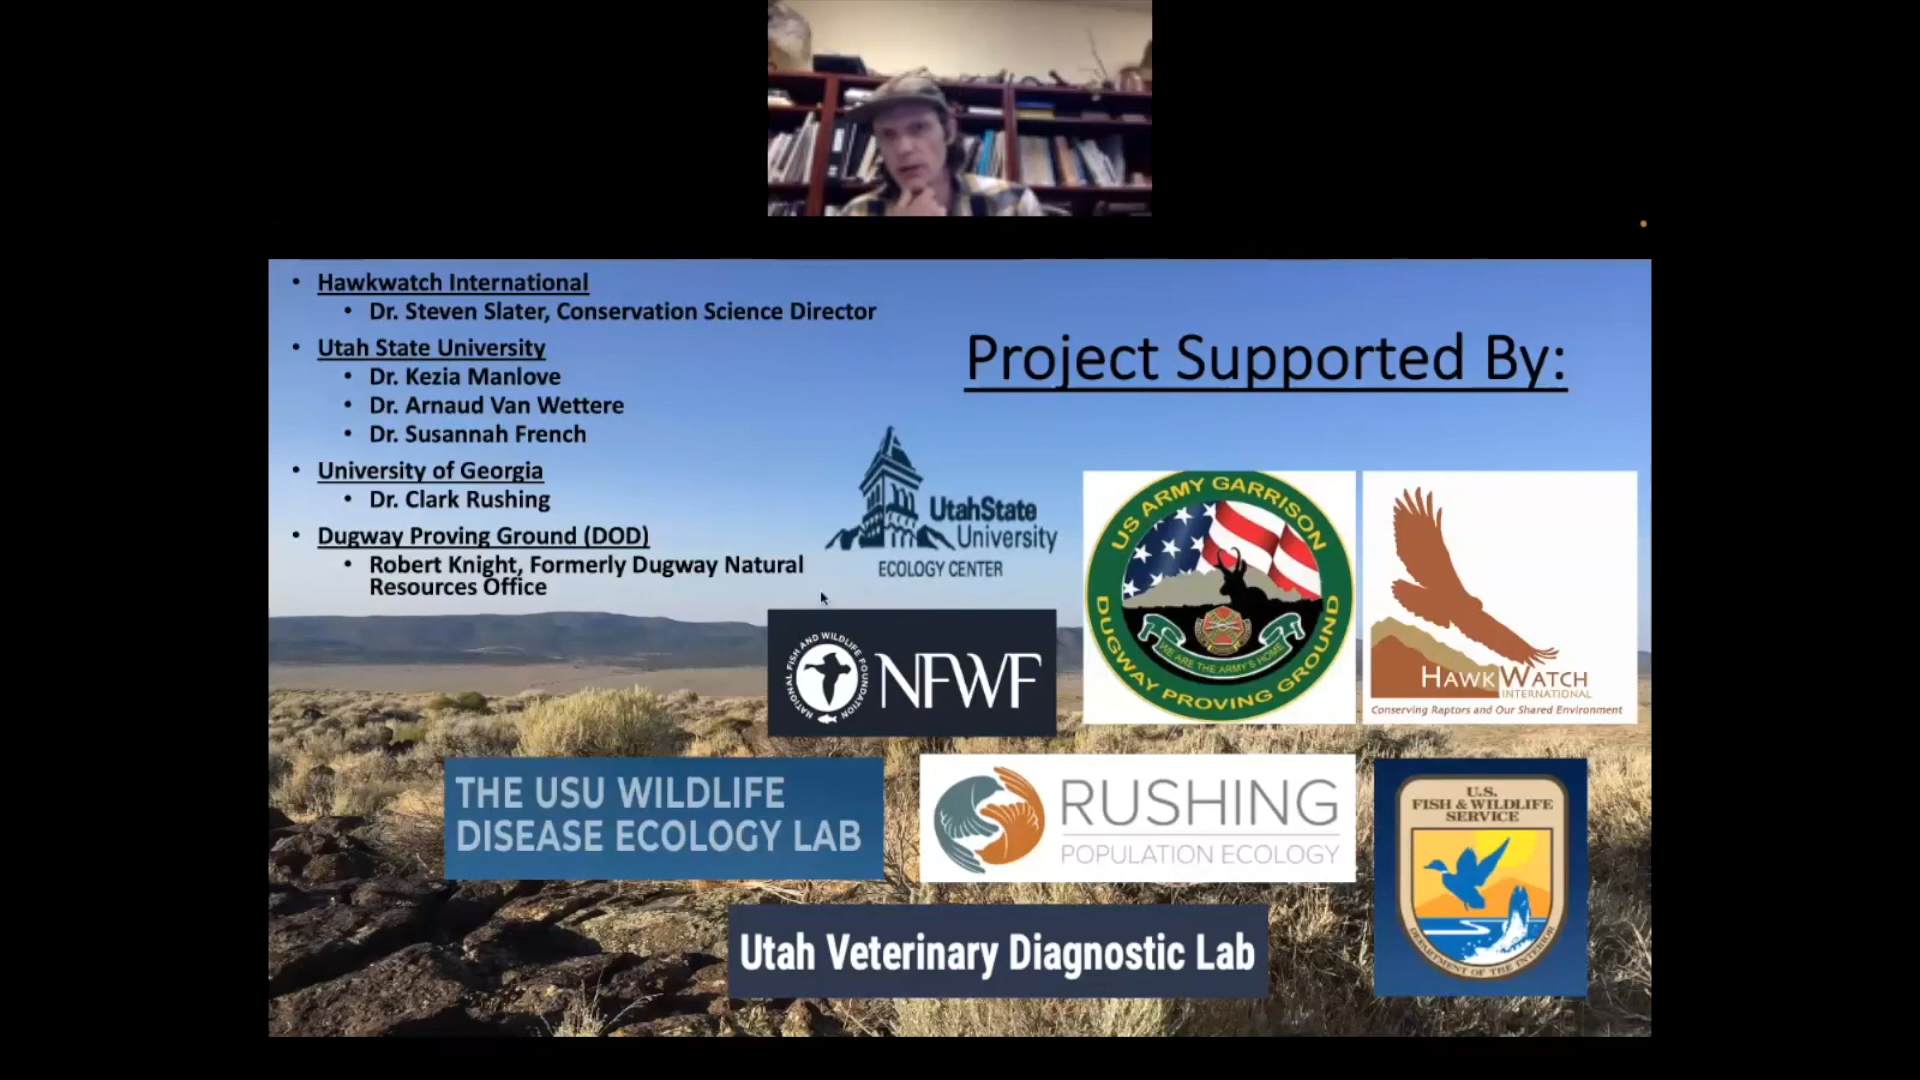 • Hawkwatch International
• Dr. Steven Slater, Conservation Science Director
• Utah State University
• Dr. Kezia Manlove
• Dr. Arnaud Van Wettere
• Dr. Susannah French
• University of Georgia
• Dr. Clark Rushing
• Dugway Proving Ground (DOD)
• Robert Knight, Formerly Dugway Natural
Resources Office
Project Supported By:
UtahState
University
ECOLOGY CENTER
US ARMY GARRISON
WE ARE THE ARMY'S HOME
DUGWAY PROVING GROUND
HAWKWATCH
INTERNATIONAL
Conserving Raptors and Our Shared Environment
NATIONAL FISH AND WILDLIFE FOUNDATION
NFWF
THE USU WILDLIFE
DISEASE ECOLOGY LAB
RUSHING
POPULATION ECOLOGY
U.S.
FISH & WILDLIFE
SERVICE
DEPARTMENT OF THE INTERIOR
Utah Veterinary Diagnostic Lab